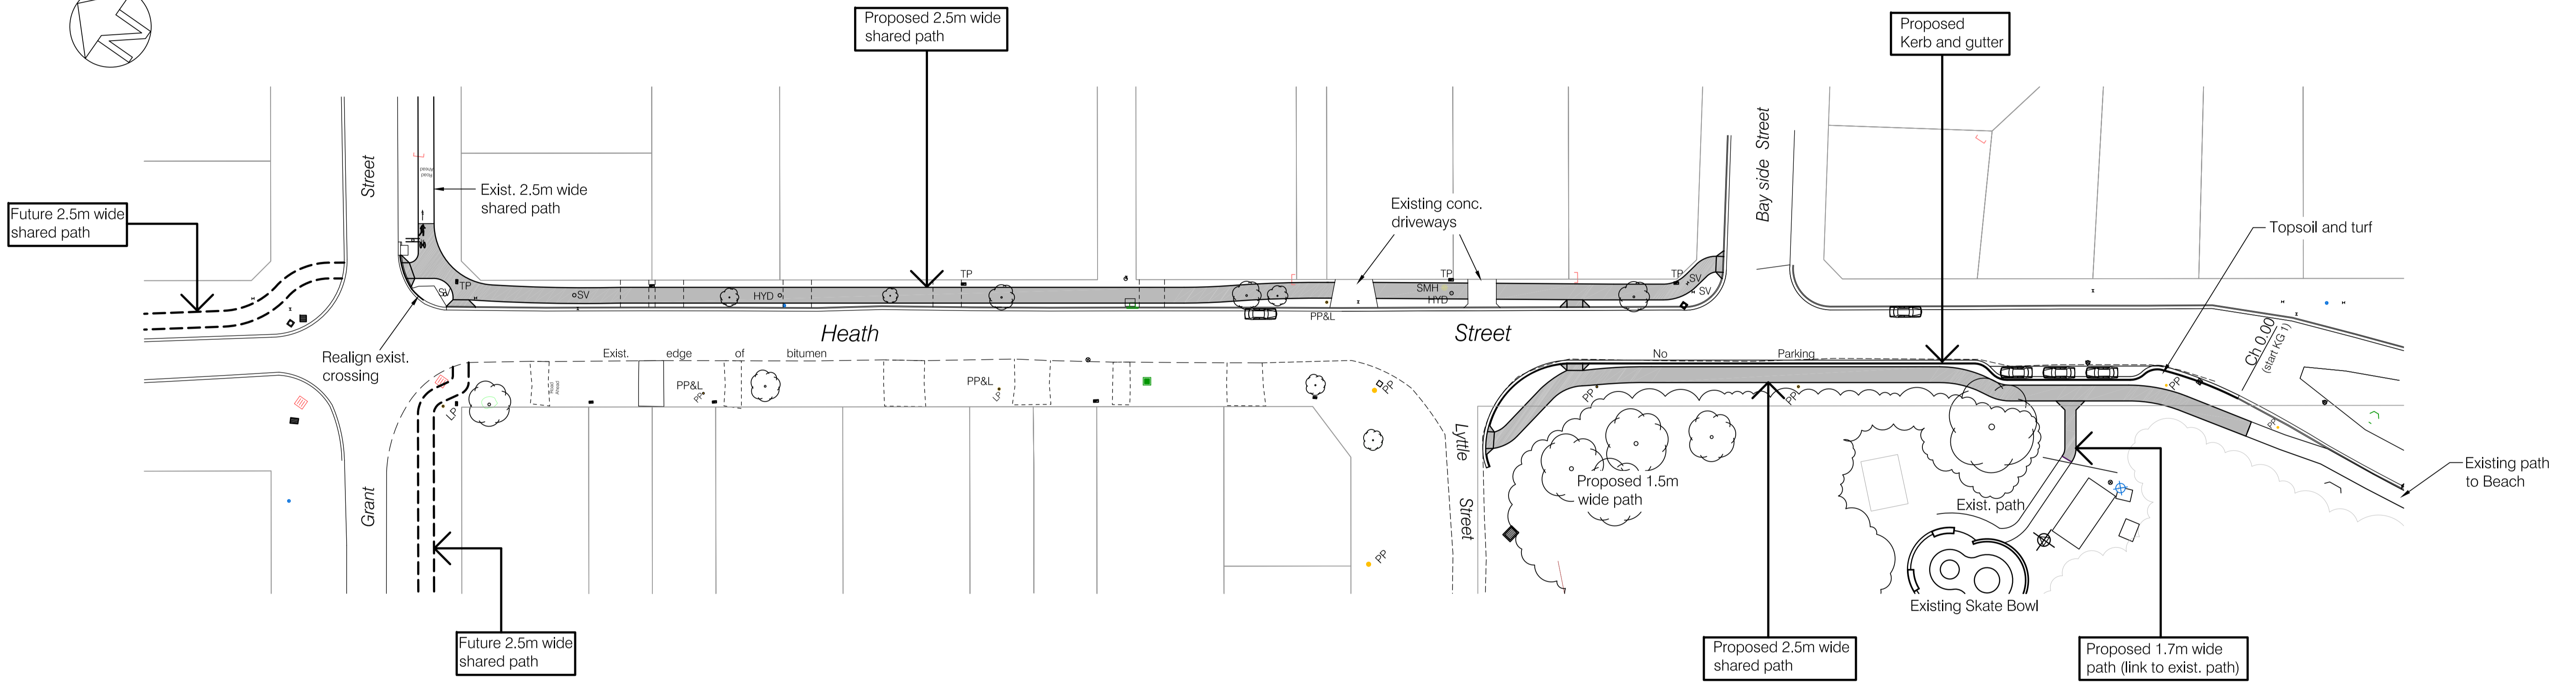 Proposed 2.5m wide
shared path
Proposed
Kerb and gutter
Street
Bay side Street
Exist. 2.5m wide
shared path
Future 2.5m wide
shared path
Existing conc.
driveways
Topsoil and turf
TP
SV
HYD
TP
TP
SMH
HYD
TP
SV
SV
PP&L
Heath
Street
Ch 0.00
(start KG 1)
Realign exist.
crossing
Exist. edge of bitumen
No Parking
PP&L
PP
PP&L
LP
LP
PP
PP
PP
PP
PP
Lyttle
Street
Grant
Proposed 1.5m
wide path
Exist. path
Existing path
to Beach
PP
Existing Skate Bowl
Future 2.5m wide
shared path
Proposed 2.5m wide
shared path
Proposed 1.7m wide
path (link to exist. path)